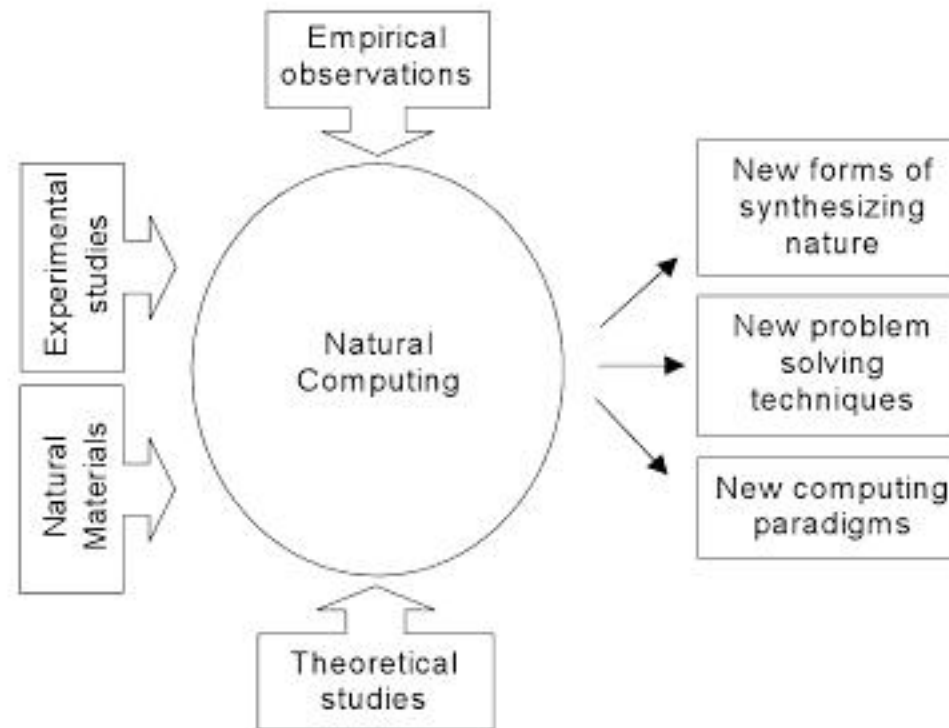 Empirical
observations
Experimental
studies
Natural
Materials
Natural
Computing
Theoretical
studies
New forms of
synthesizing
nature
New problem
solving
techniques
New computing
paradigms